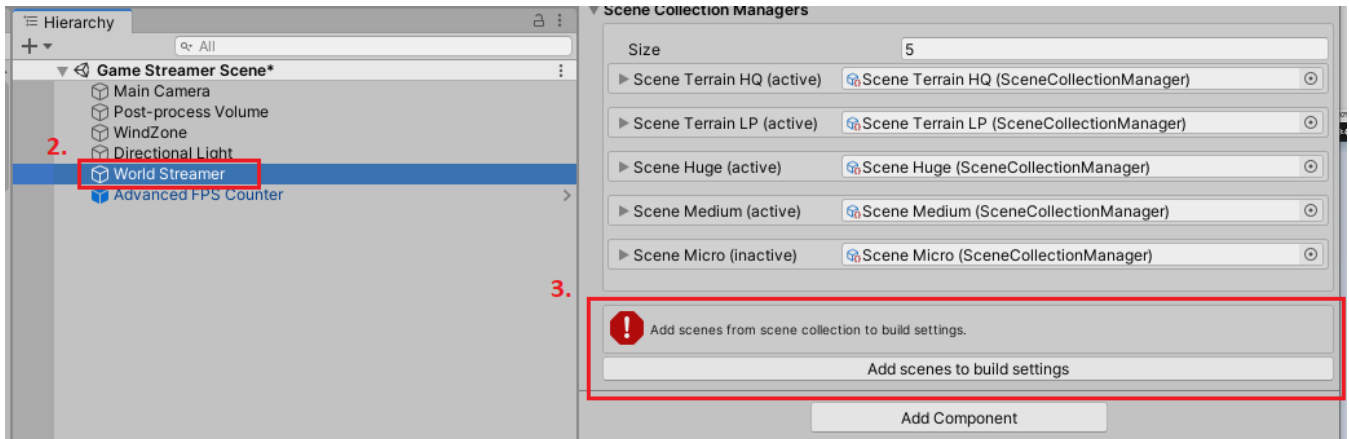 Hierarchy
All
Game Streamer Scene*
Main Camera
Post-process Volume
WindZone
2.
Directional Light
World Streamer
Advanced FPS Counter
Scene Collection Managers
Size 5
Scene Terrain HQ (active) Scene Terrain HQ (SceneCollectionManager)
Scene Terrain LP (active) Scene Terrain LP (SceneCollectionManager)
Scene Huge (active) Scene Huge (SceneCollectionManager)
Scene Medium (active) Scene Medium (SceneCollectionManager)
Scene Micro (inactive) Scene Micro (SceneCollectionManager)
3.
Add scenes from scene collection to build settings.
Add scenes to build settings
Add Component